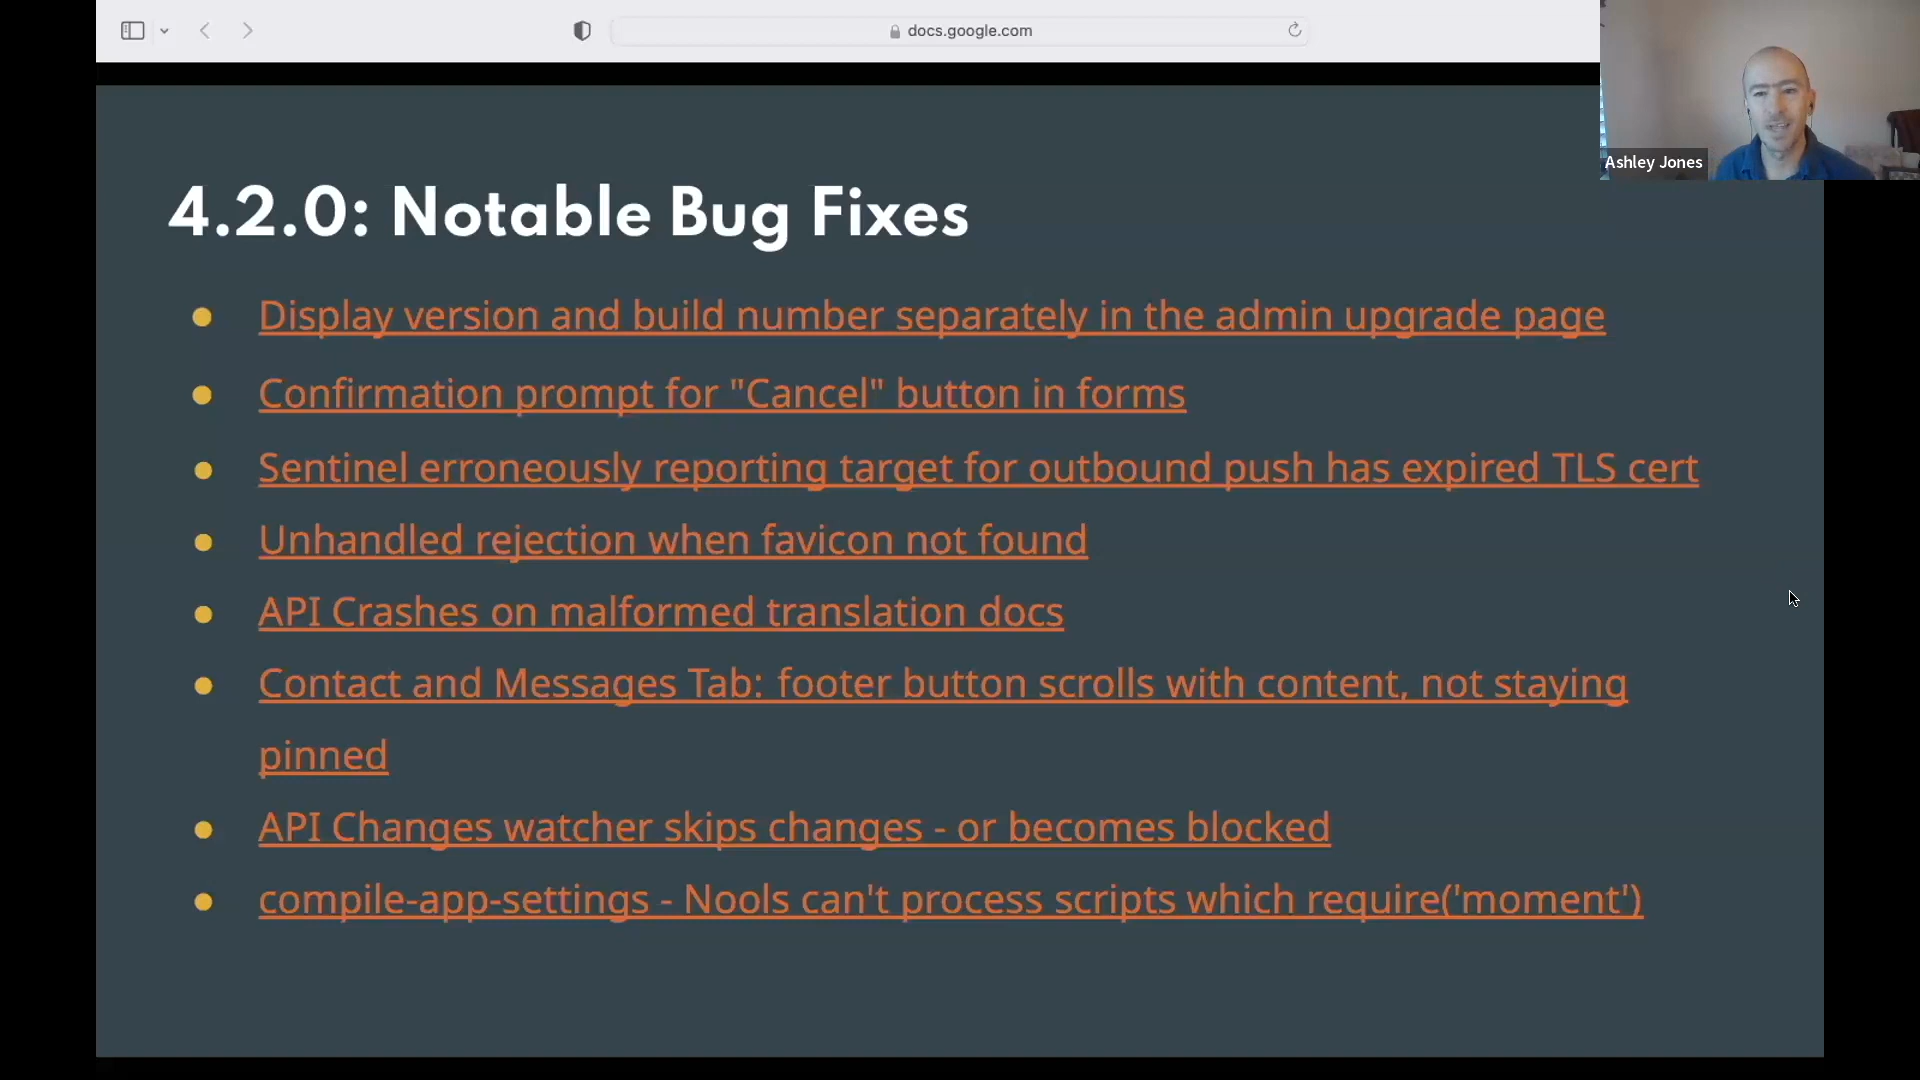 docs.google.com
Ashley Jones
4.2.0: Notable Bug Fixes
Display version and build number separately in the admin upgrade page
Confirmation prompt for "Cancel" button in forms
Sentinel erroneously reporting target for outbound push has expired TLS cert
Unhandled rejection when favicon not found
API Crashes on malformed translation docs
Contact and Messages Tab: footer button scrolls with content, not staying
pinned
API Changes watcher skips changes - or becomes blocked
compile-app-settings - Nools can't process scripts which require('moment')